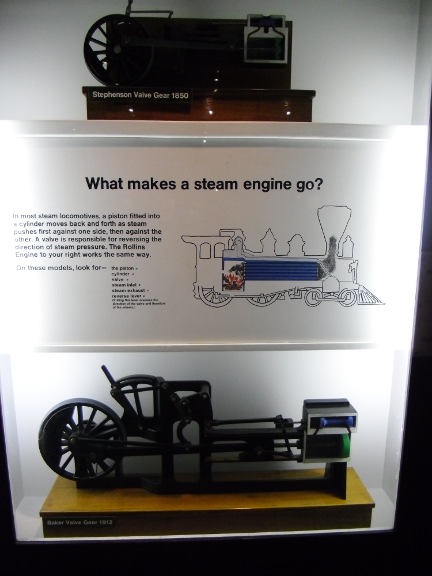 Stephenson Valve Gear 1850
What makes a steam engine go?
In most steam locomotives, a piston fitted into
a cylinder moves back and forth as steam
pushes first against one side, then against the
other. A valve is responsible for reversing the
direction of steam pressure. The Rollins
Engine to your right works the same way.
On these models, look for—
the piston
cylinder
valve
steam inlet
steam exhaust
reverse lever
Baker Valve Gear 1912